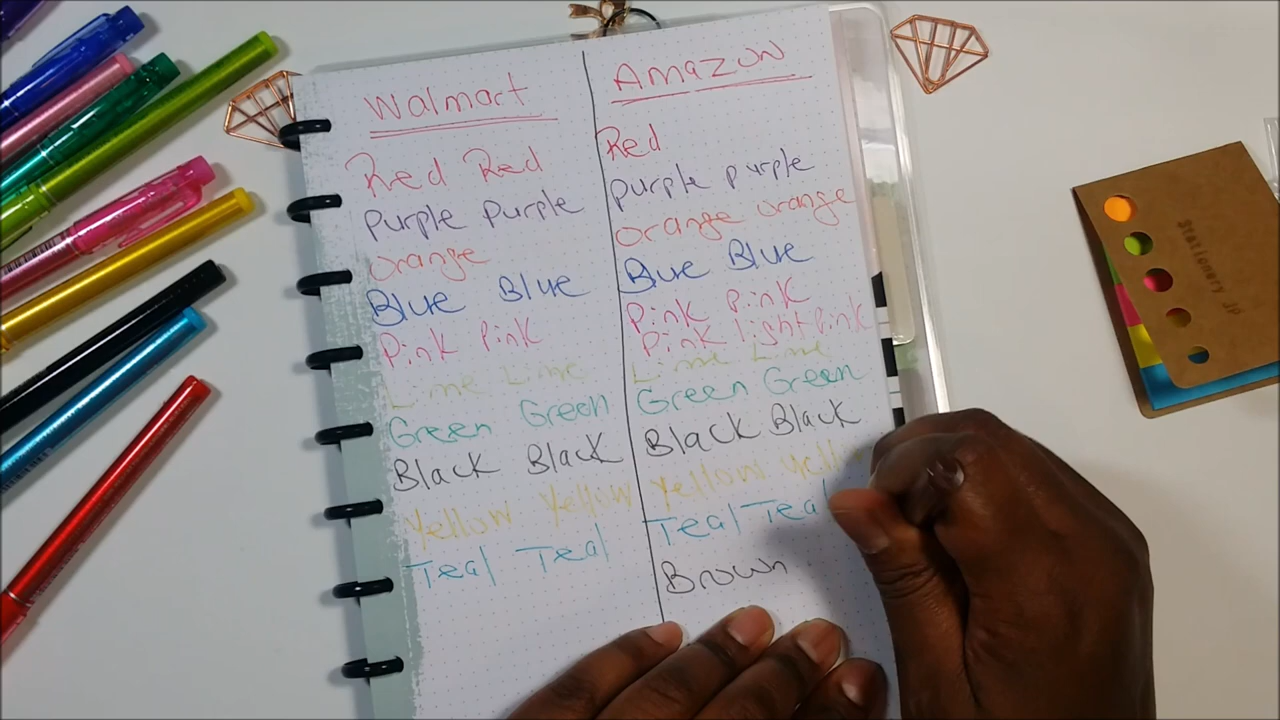 Walmart
Red Red
Purple Purple
orange
Blue Blue
Pink Pink
Lime Lime
Green Green
Black Black
Yellow Yellow
Teal Teal
Amazon
Red
purple purple
orange orange
Blue Blue
Pink Pink
Pink light Pink
Lime Lime
Green Green
Black Black
Yellow
Teal Teal
Brown
Stationery JP